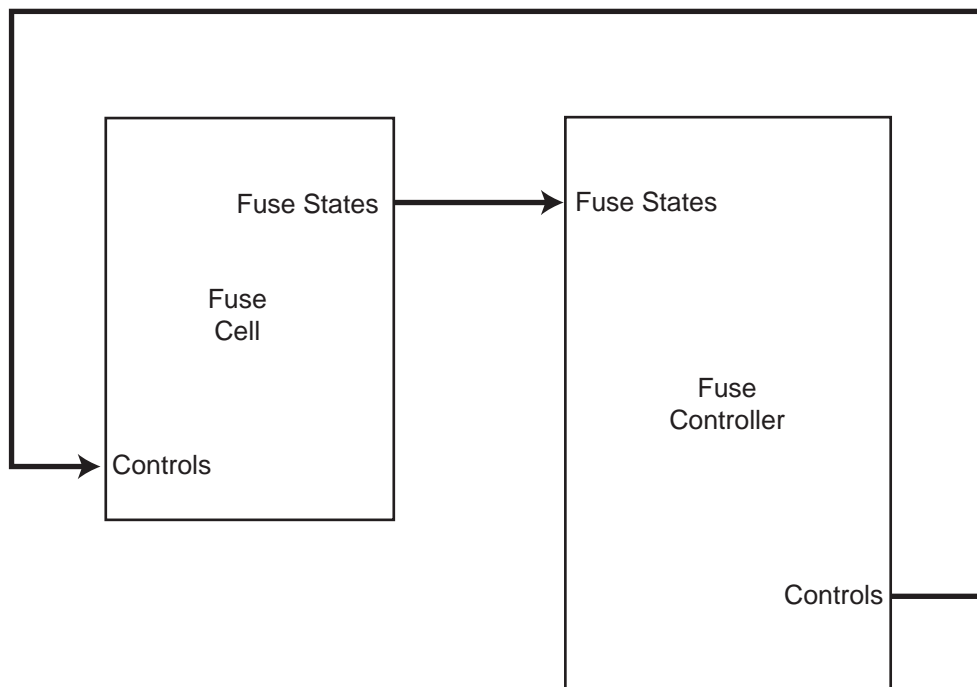 Fuse States
Fuse
Cell
Controls
Fuse States
Fuse
Controller
Controls